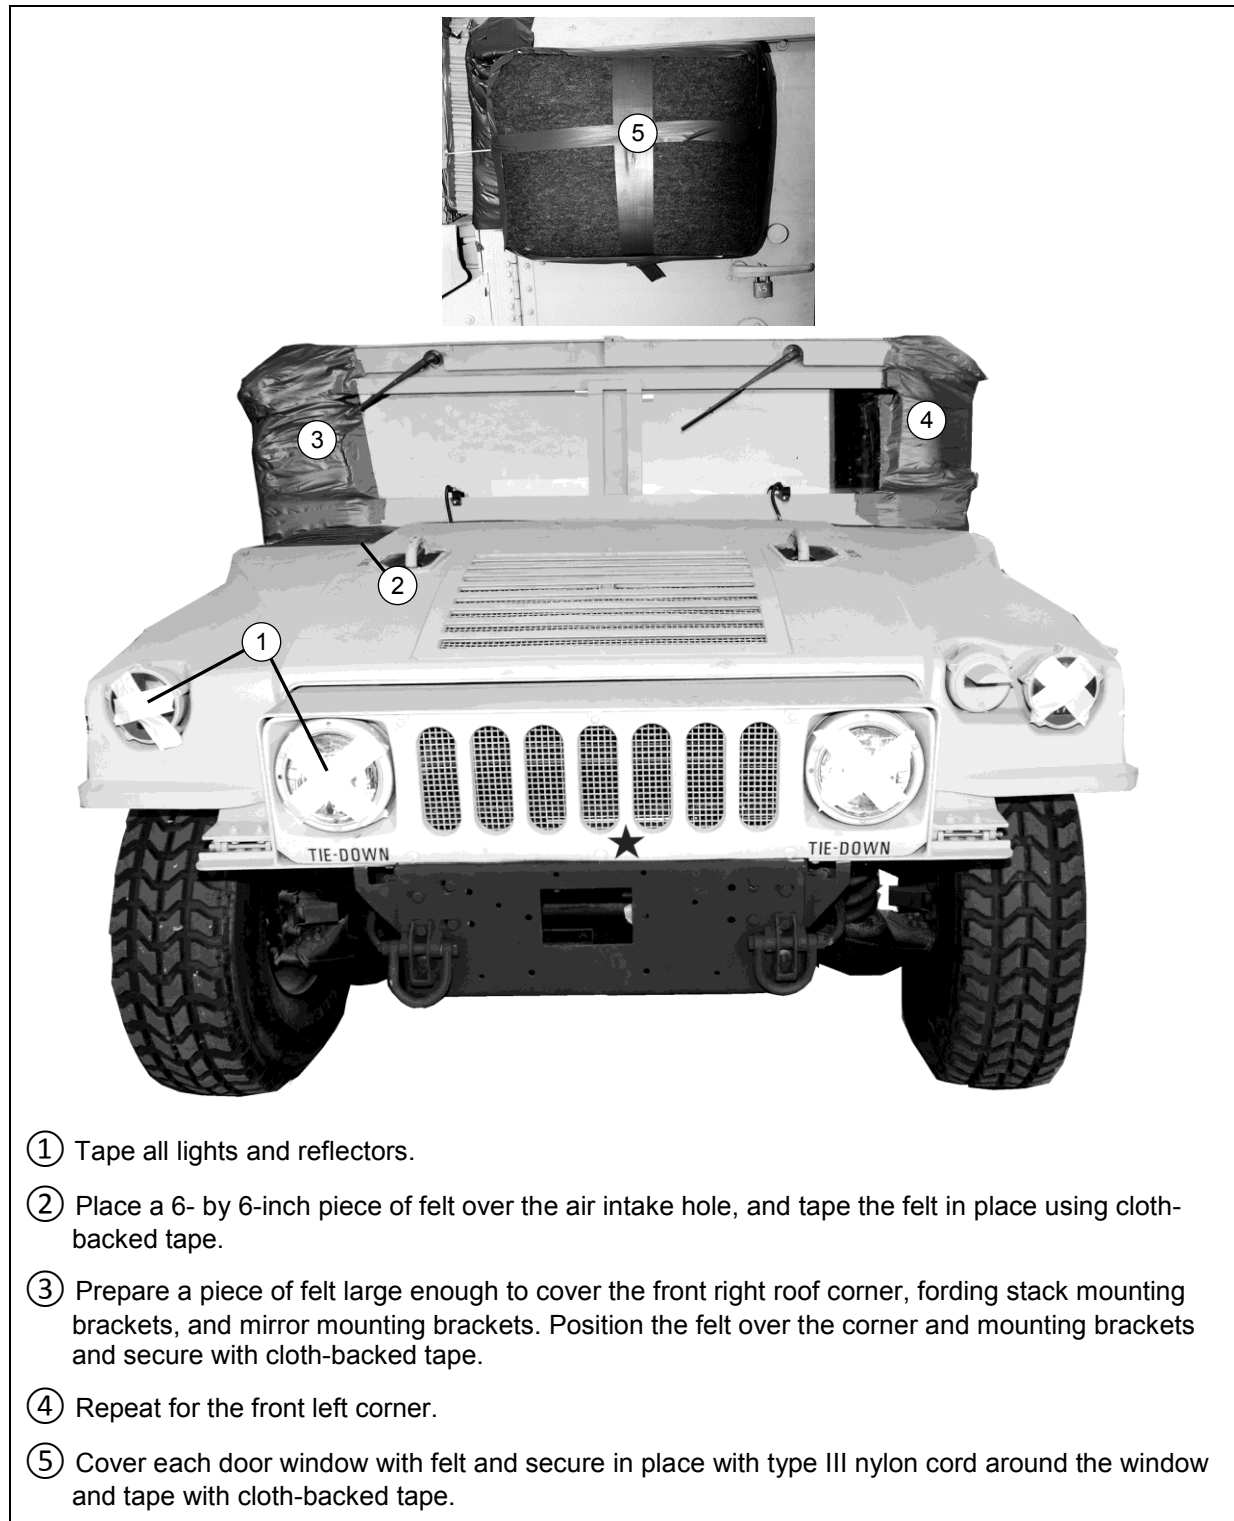 5
3
4
2
1
TIE-DOWN
TIE-DOWN
① Tape all lights and reflectors.
② Place a 6- by 6-inch piece of felt over the air intake hole, and tape the felt in place using cloth-
backed tape.
③ Prepare a piece of felt large enough to cover the front right roof corner, fording stack mounting
brackets, and mirror mounting brackets. Position the felt over the corner and mounting brackets
and secure with cloth-backed tape.
④ Repeat for the front left corner.
⑤ Cover each door window with felt and secure in place with type III nylon cord around the window
and tape with cloth-backed tape.